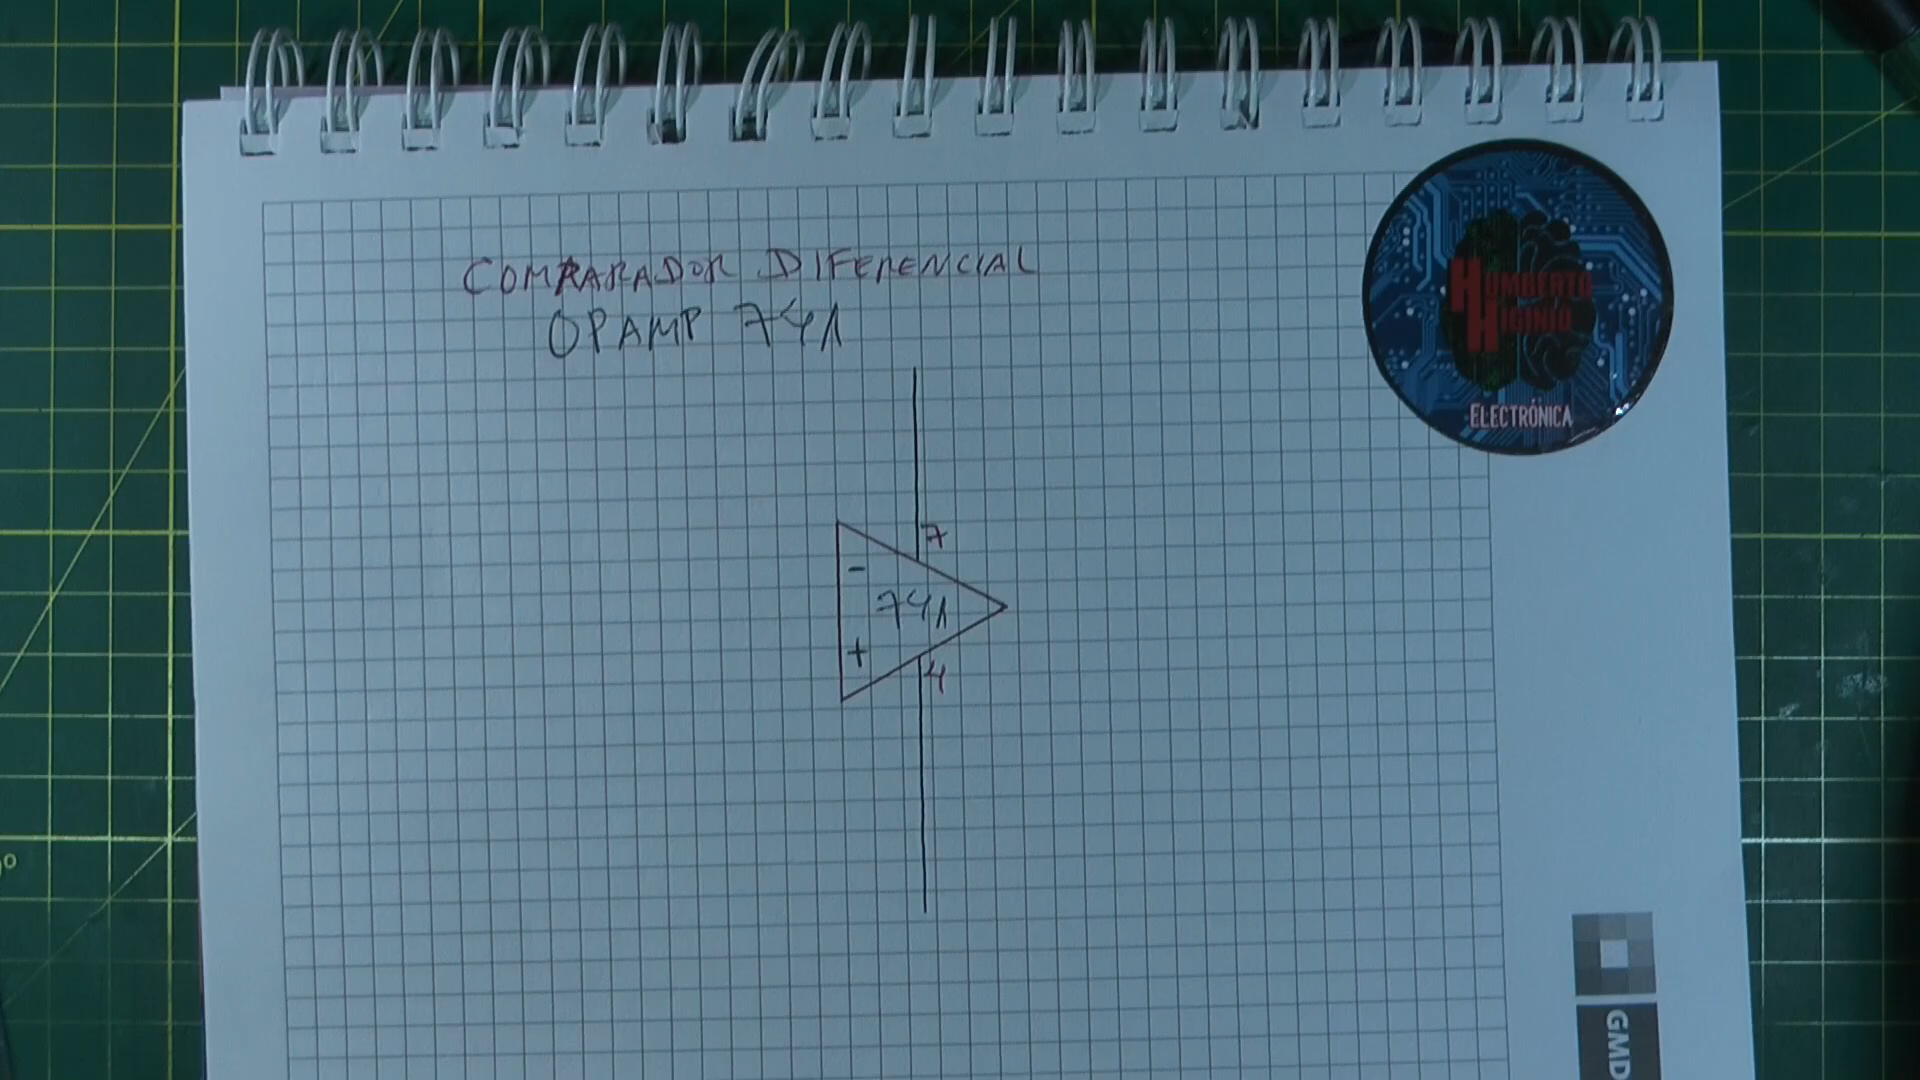 COMPARADOR DIFERENCIAL
OPAMP 741
HUMBERTO
HIGINIO
ELECTRÓNICA
7
-
741
+
4
GMD